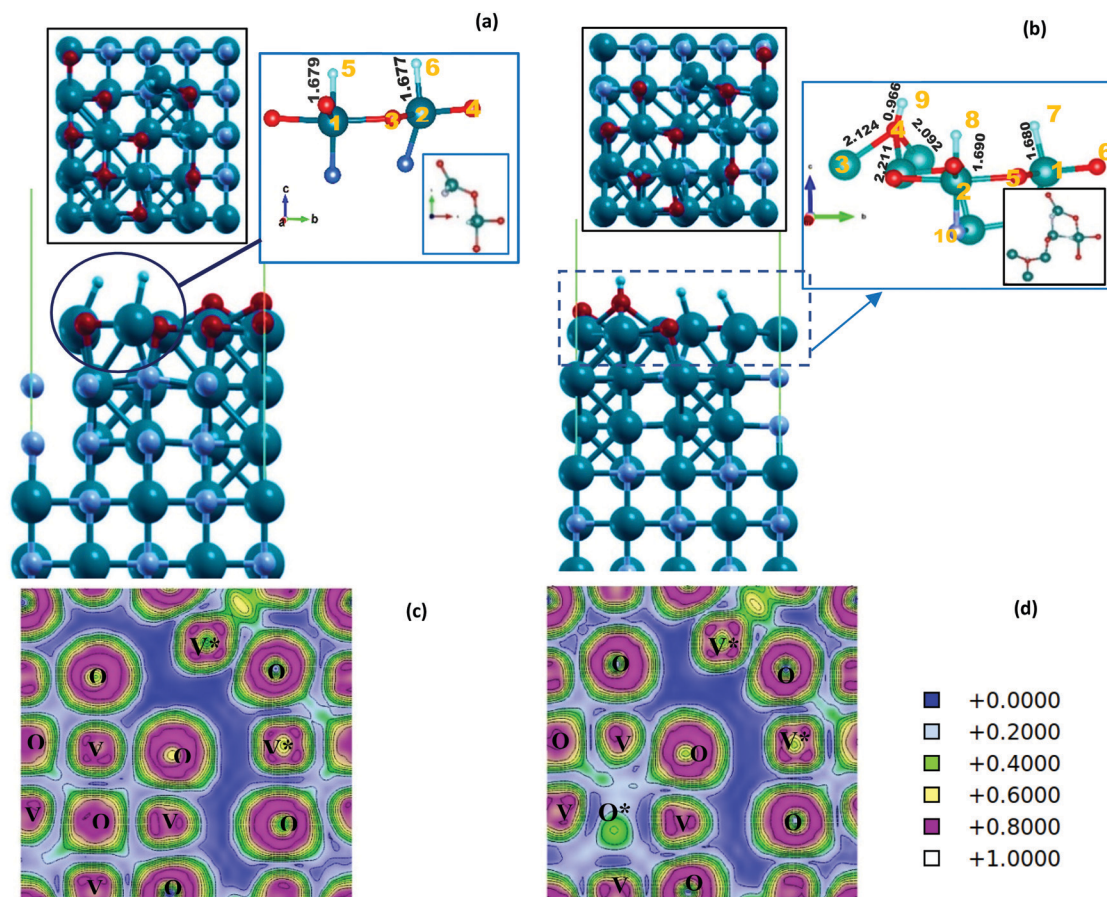 (a)
(b)
1.679
5
1.677
6
1
3
2
4
c
a
b
0.966
9
2.124
4
2.092
8
7
3
2.211
1.690
1.680
6
5
1
2
10
c
b
(c)
(d)
V*
O
O
O
V
O
V*
V
O
V
O
V
O
V*
O
O
O
V
O
V*
V
O*
V
O
V
O
+0.0000
+0.2000
+0.4000
+0.6000
+0.8000
+1.0000